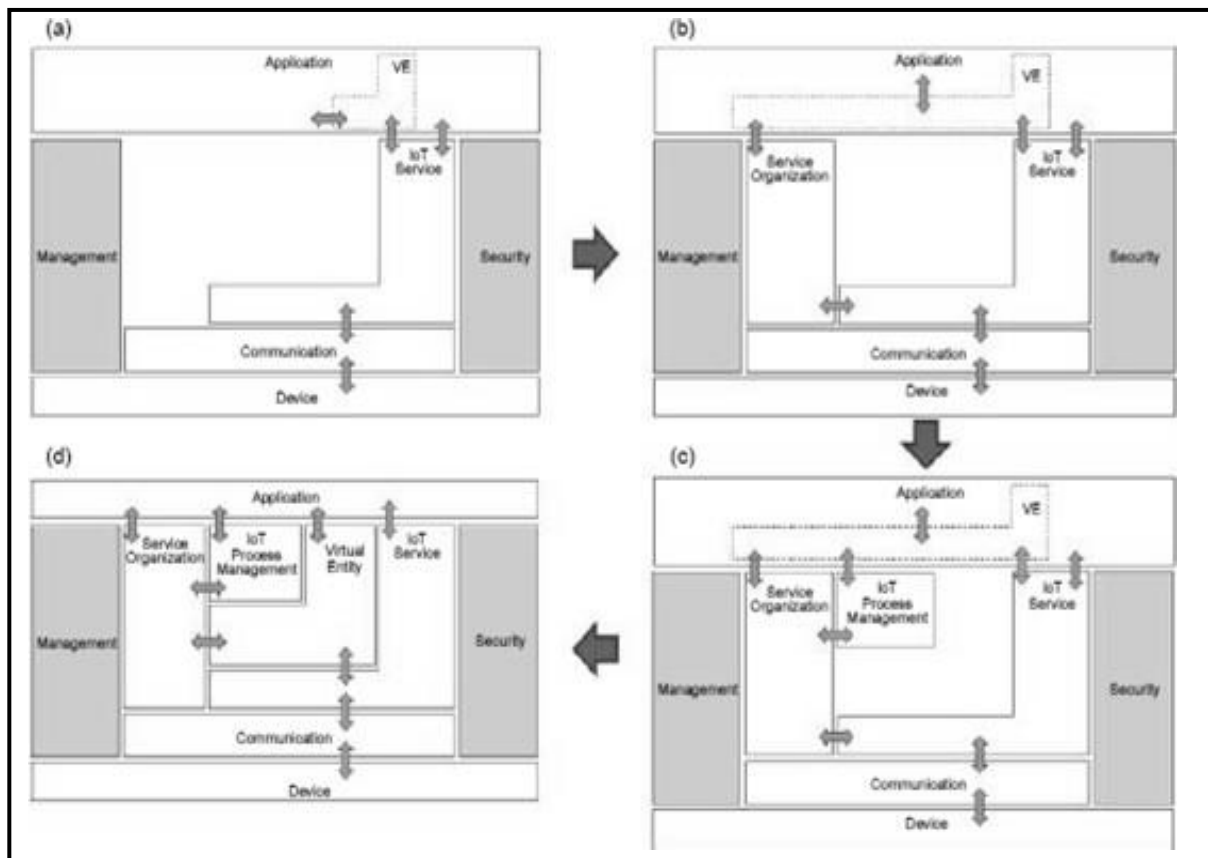 (a)
Application
VE
IoT
Service
Management
Security
Communication
Device
(b)
Application
VE
Service
Organization
IoT
Service
Management
Security
Communication
Device
(d)
Application
Service
Organization
IoT
Process
Management
Virtual
Entity
IoT
Service
Management
Security
Communication
Device
(c)
Application
VE
Service
Organization
IoT
Process
Management
IoT
Service
Management
Security
Communication
Device